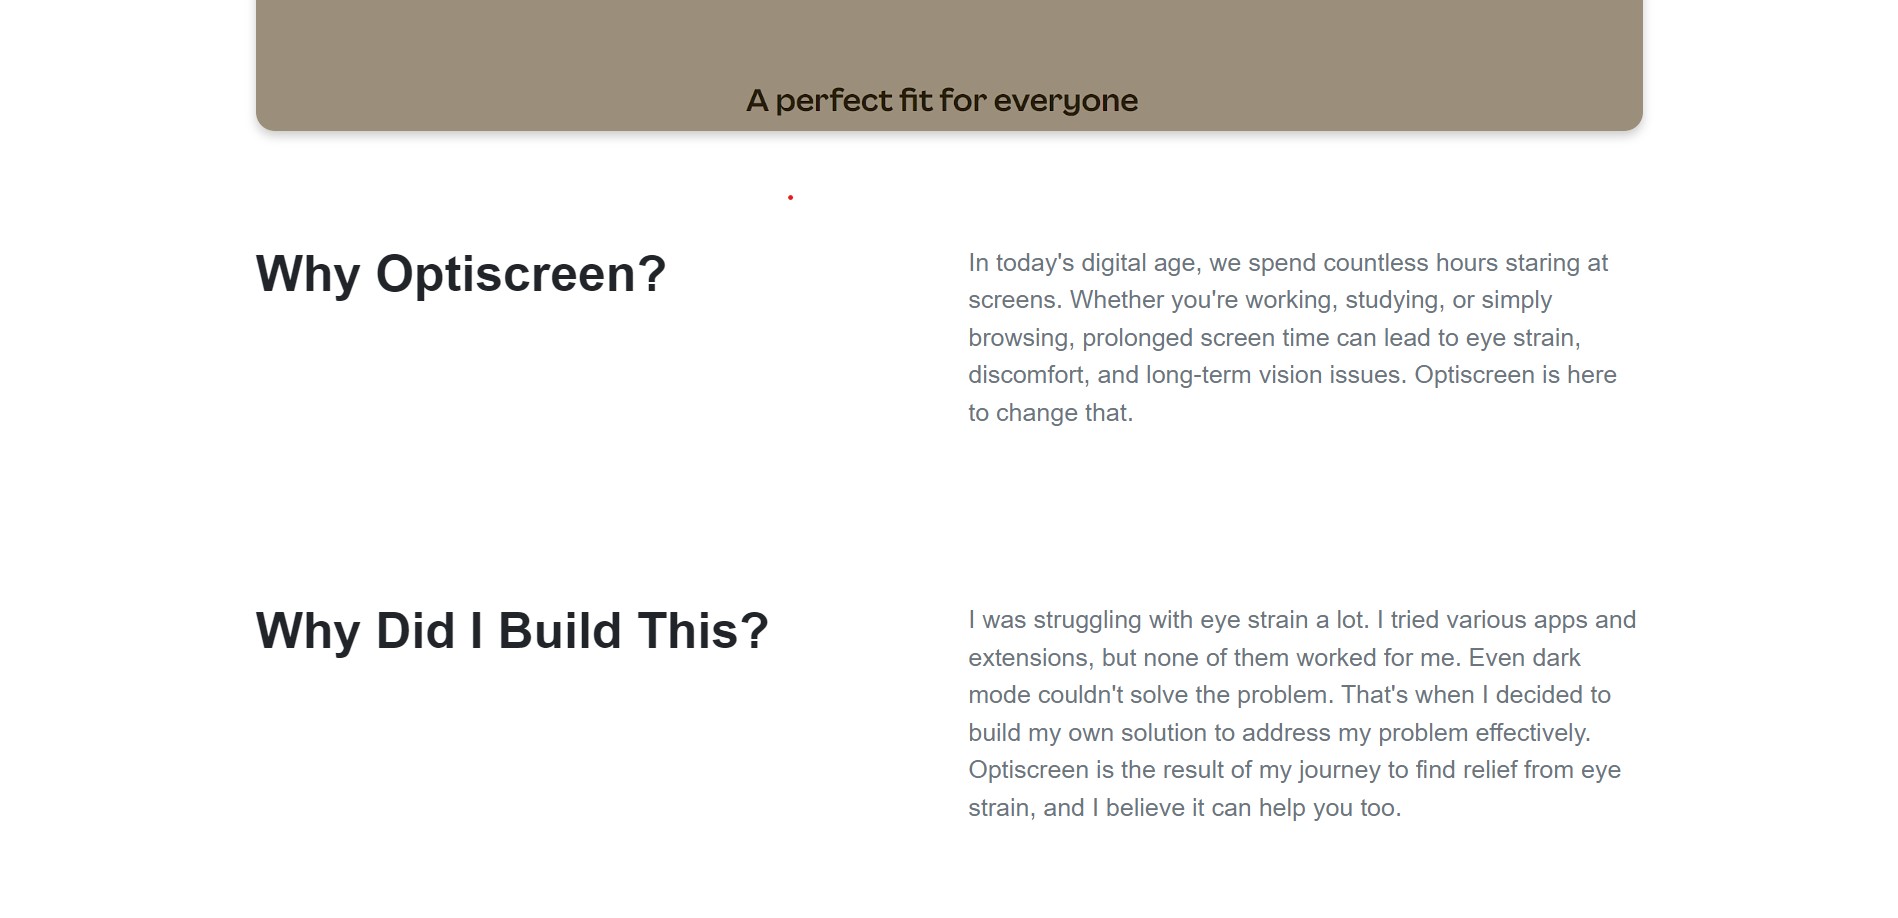 A perfect fit for everyone
Why Optiscreen?
In today's digital age, we spend countless hours staring at
screens. Whether you're working, studying, or simply
browsing, prolonged screen time can lead to eye strain,
discomfort, and long-term vision issues. Optiscreen is here
to change that.
Why Did I Build This?
I was struggling with eye strain a lot. I tried various apps and
extensions, but none of them worked for me. Even dark
mode couldn't solve the problem. That's when I decided to
build my own solution to address my problem effectively.
Optiscreen is the result of my journey to find relief from eye
strain, and I believe it can help you too.